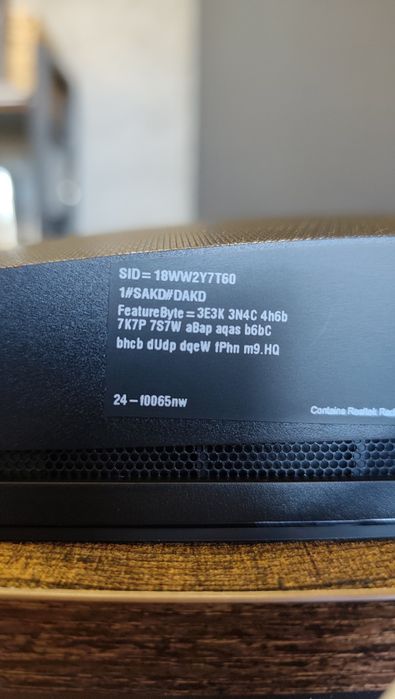 SID = 18WW2Y7T60
1#SAKD#DAKD
FeatureByte = 3E3K 3N4C 4h6b
7K7P 7S7W aBap aqas b6bC
bhcb dUdp dqeW fPhn m9.HQ
24-f0065nw
Contains Realtek